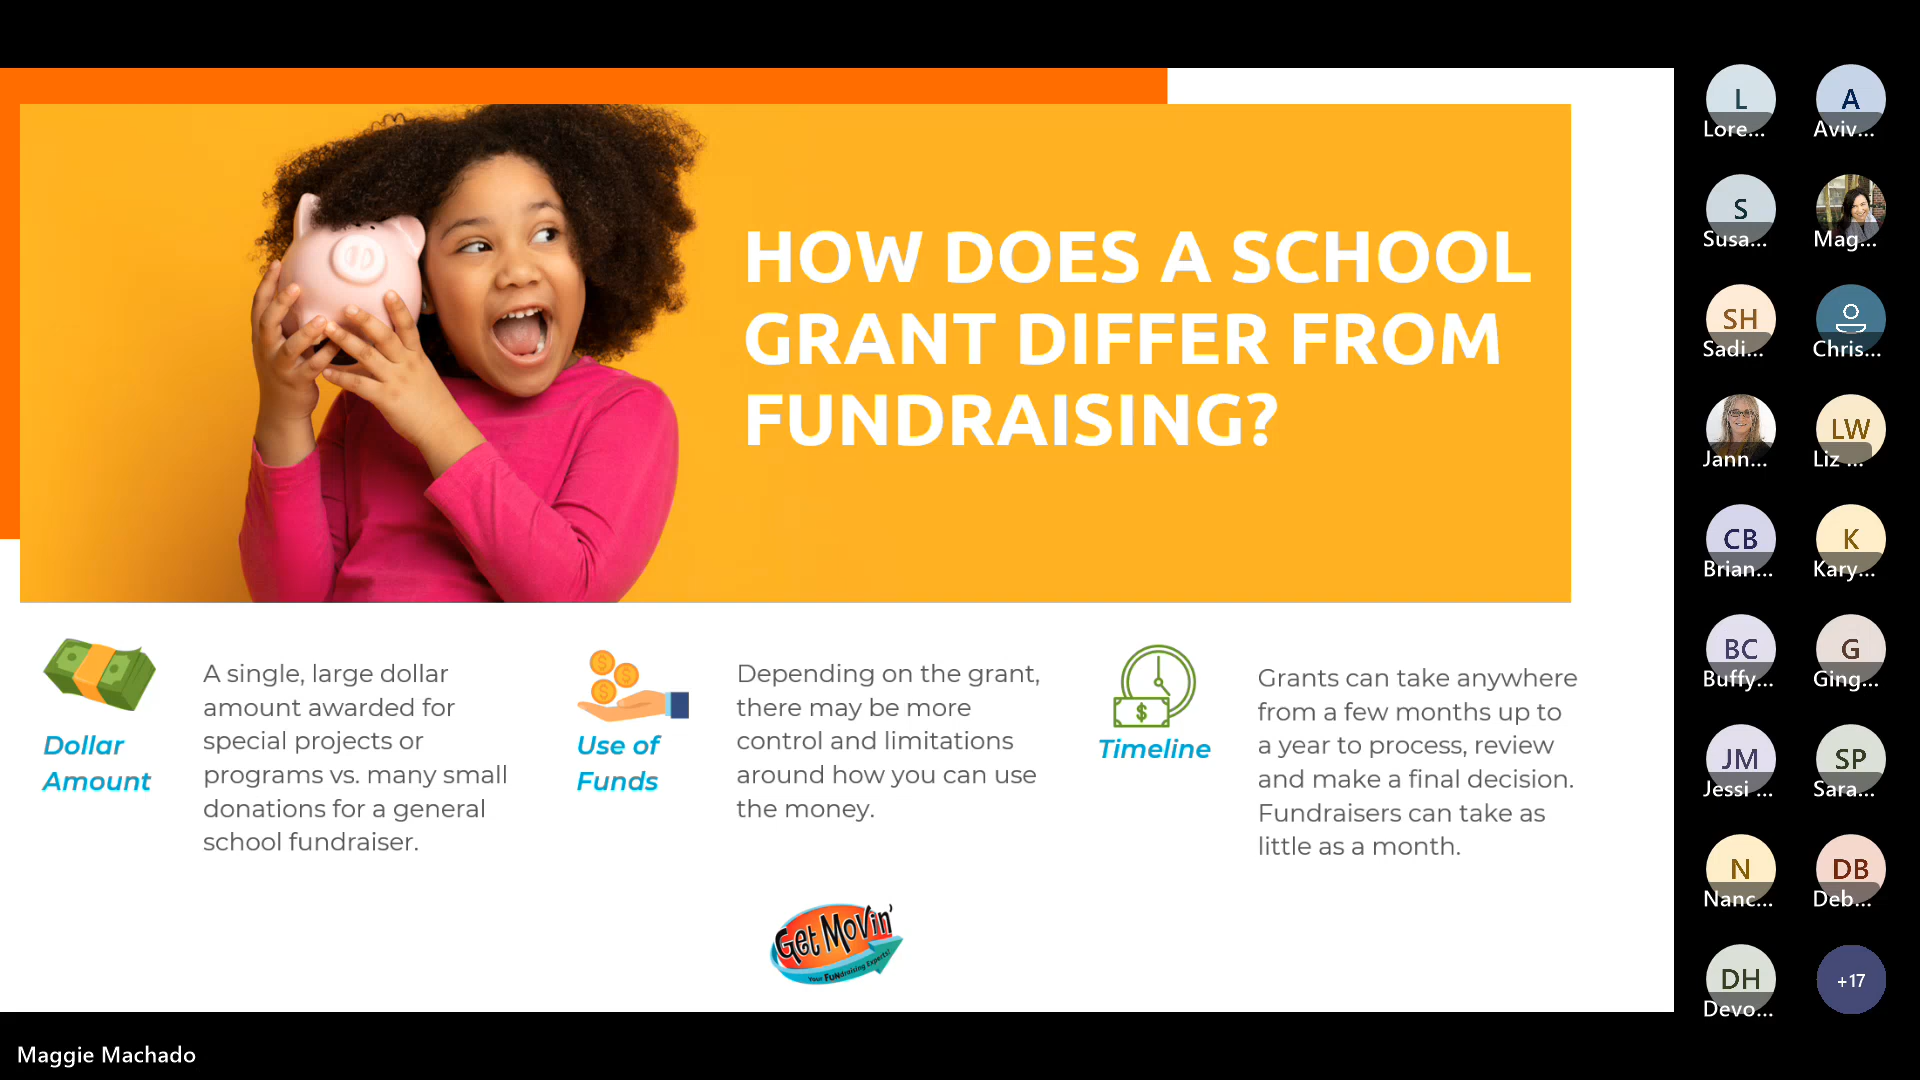 HOW DOES A SCHOOL
GRANT DIFFER FROM
FUNDRAISING?
Dollar
Amount
A single, large dollar
amount awarded for
special projects or
programs vs. many small
donations for a general
school fundraiser.
Use of
Funds
Depending on the grant,
there may be more
control and limitations
around how you can use
the money.
Timeline
Grants can take anywhere
from a few months up to
a year to process, review
and make a final decision.
Fundraisers can take as
little as a month.
Get Movin'
Your FUNdraising Experts!
L
Lore...
A
Aviv...
S
Susa...
Mag...
SH
Sadi...
Chris...
Jann...
LW
Liz ...
CB
Brian...
K
Kary...
BC
Buffy...
G
Ging...
JM
Jessi ...
SP
Sara...
N
Nanc...
DB
Deb...
DH
Devo...
+17
Maggie Machado